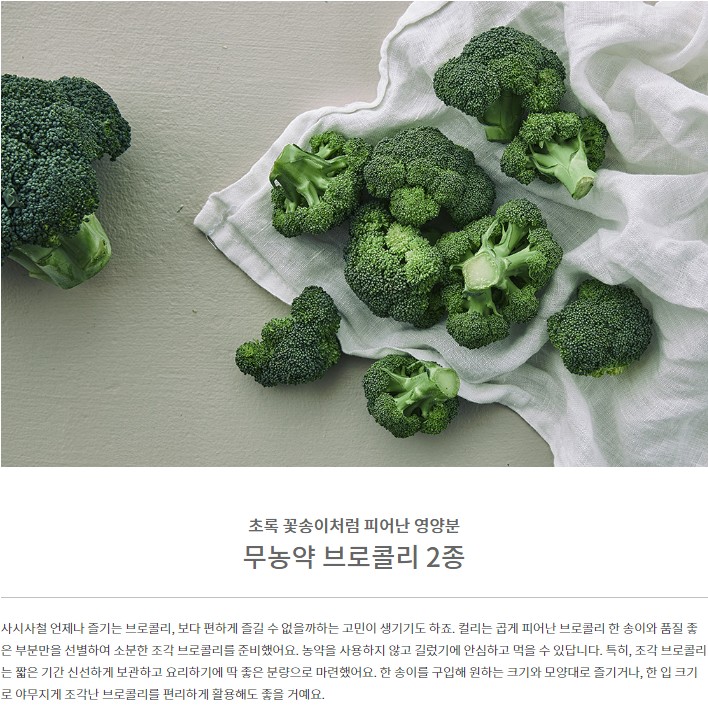 초록 꽃송이처럼 피어난 영양분
무농약 브로콜리 2종
사시사철 언제나 즐기는 브로콜리, 보다 편하게 즐길 수 없을까하는 고민이 생기기도 하죠. 컬리는 곱게 피어난 브로콜리 한 송이와 품질 좋
은 부분만을 선별하여 소분한 조각 브로콜리를 준비했어요. 농약을 사용하지 않고 길렀기에 안심하고 먹을 수 있답니다. 특히, 조각 브로콜리
는 짧은 기간 신선하게 보관하고 요리하기에 딱 좋은 분량으로 마련했어요. 한 송이를 구입해 원하는 크기와 모양대로 즐기거나, 한 입 크기
로 야무지게 조각난 브로콜리를 편리하게 활용해도 좋을 거예요.